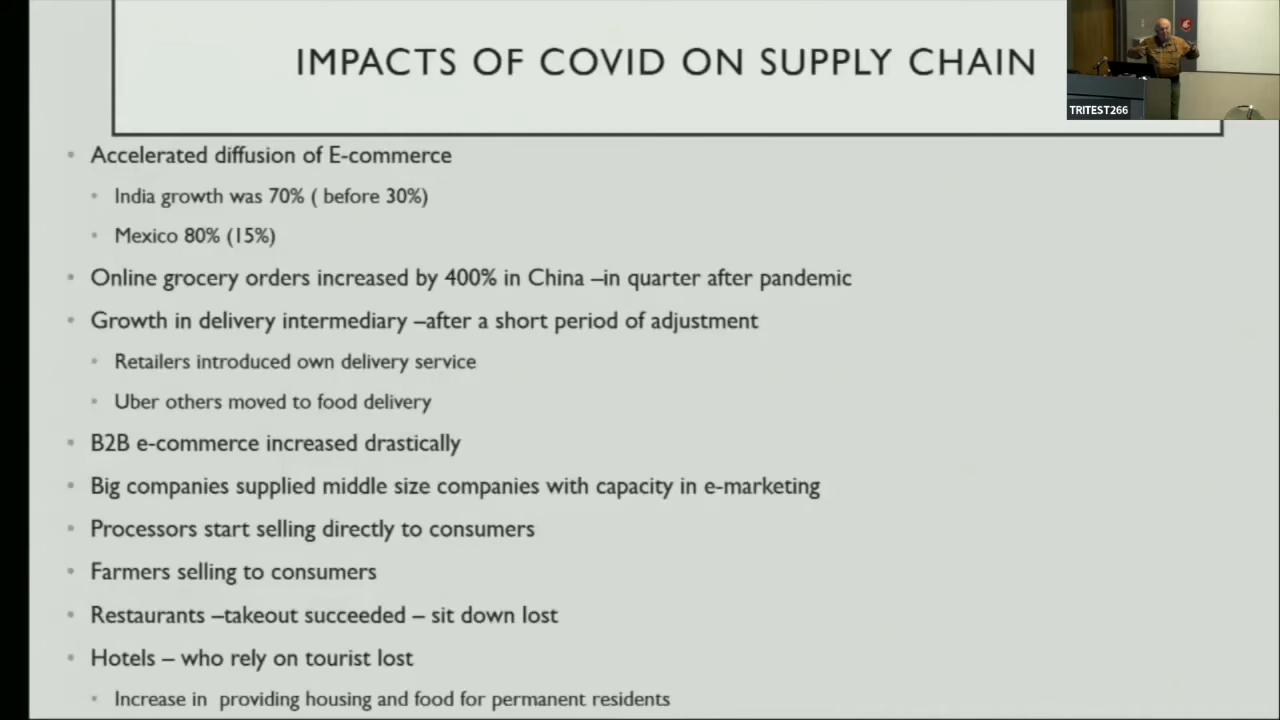 IMPACTS OF COVID ON SUPPLY CHAIN
TRITEST266
Accelerated diffusion of E-commerce
India growth was 70% ( before 30%)
Mexico 80% (15%)
Online grocery orders increased by 400% in China –in quarter after pandemic
Growth in delivery intermediary –after a short period of adjustment
Retailers introduced own delivery service
Uber others moved to food delivery
B2B e-commerce increased drastically
Big companies supplied middle size companies with capacity in e-marketing
Processors start selling directly to consumers
Farmers selling to consumers
Restaurants –takeout succeeded – sit down lost
Hotels – who rely on tourist lost
Increase in  providing housing and food for permanent residents